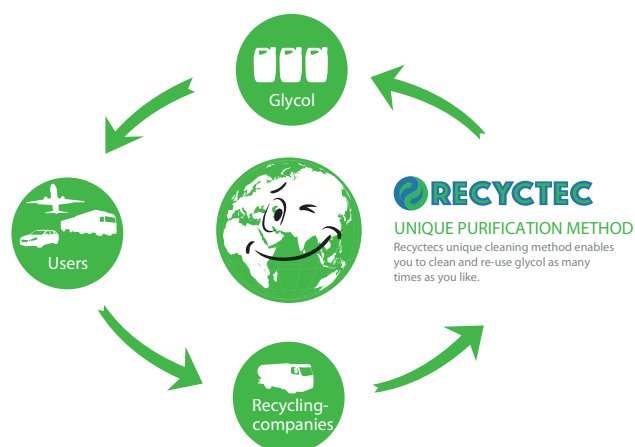 Glycol
RECYCTEC
UNIQUE PURIFICATION METHOD
Recyctecs unique cleaning method enables
you to clean and re-use glycol as many
times as you like.
Users
Recycling-
companies